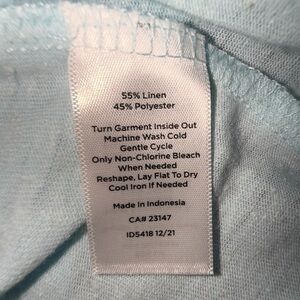 55% Linen
45% Polyester
Turn Garment Inside Out
Machine Wash Cold
Gentle Cycle
Only Non-Chlorine Bleach
When Needed
Reshape, Lay Flat To Dry
Cool Iron If Needed
Made In Indonesia
CA# 23147
ID5418 12/21